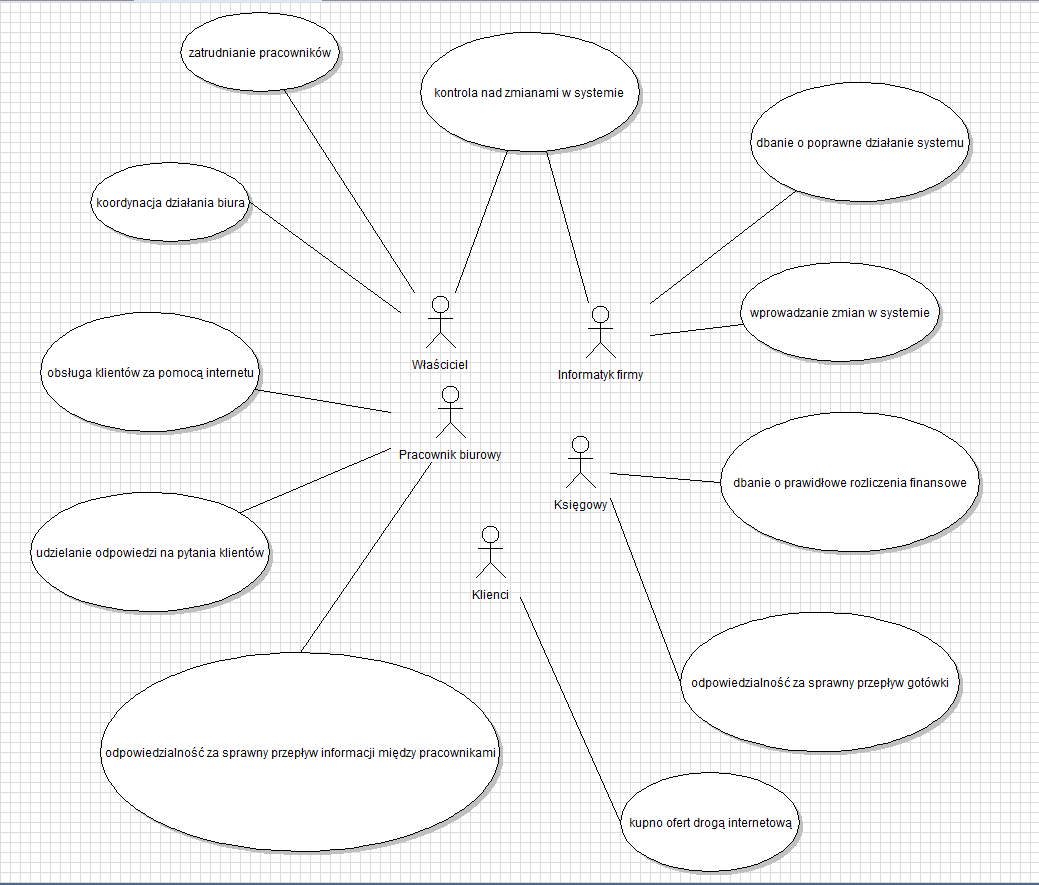 zatrudnianie pracowników
kontrola nad zmianami w systemie
dbanie o poprawne działanie systemu
koordynacja działania biura
wprowadzanie zmian w systemie
Właściciel
Informatyk firmy
obsługa klientów za pomocą internetu
Pracownik biurowy
dbanie o prawidłowe rozliczenia finansowe
Księgowy
udzielanie odpowiedzi na pytania klientów
Klienci
odpowiedzialność za sprawny przepływ gotówki
odpowiedzialność za sprawny przepływ informacji między pracownikami
kupno ofert drogą internetową